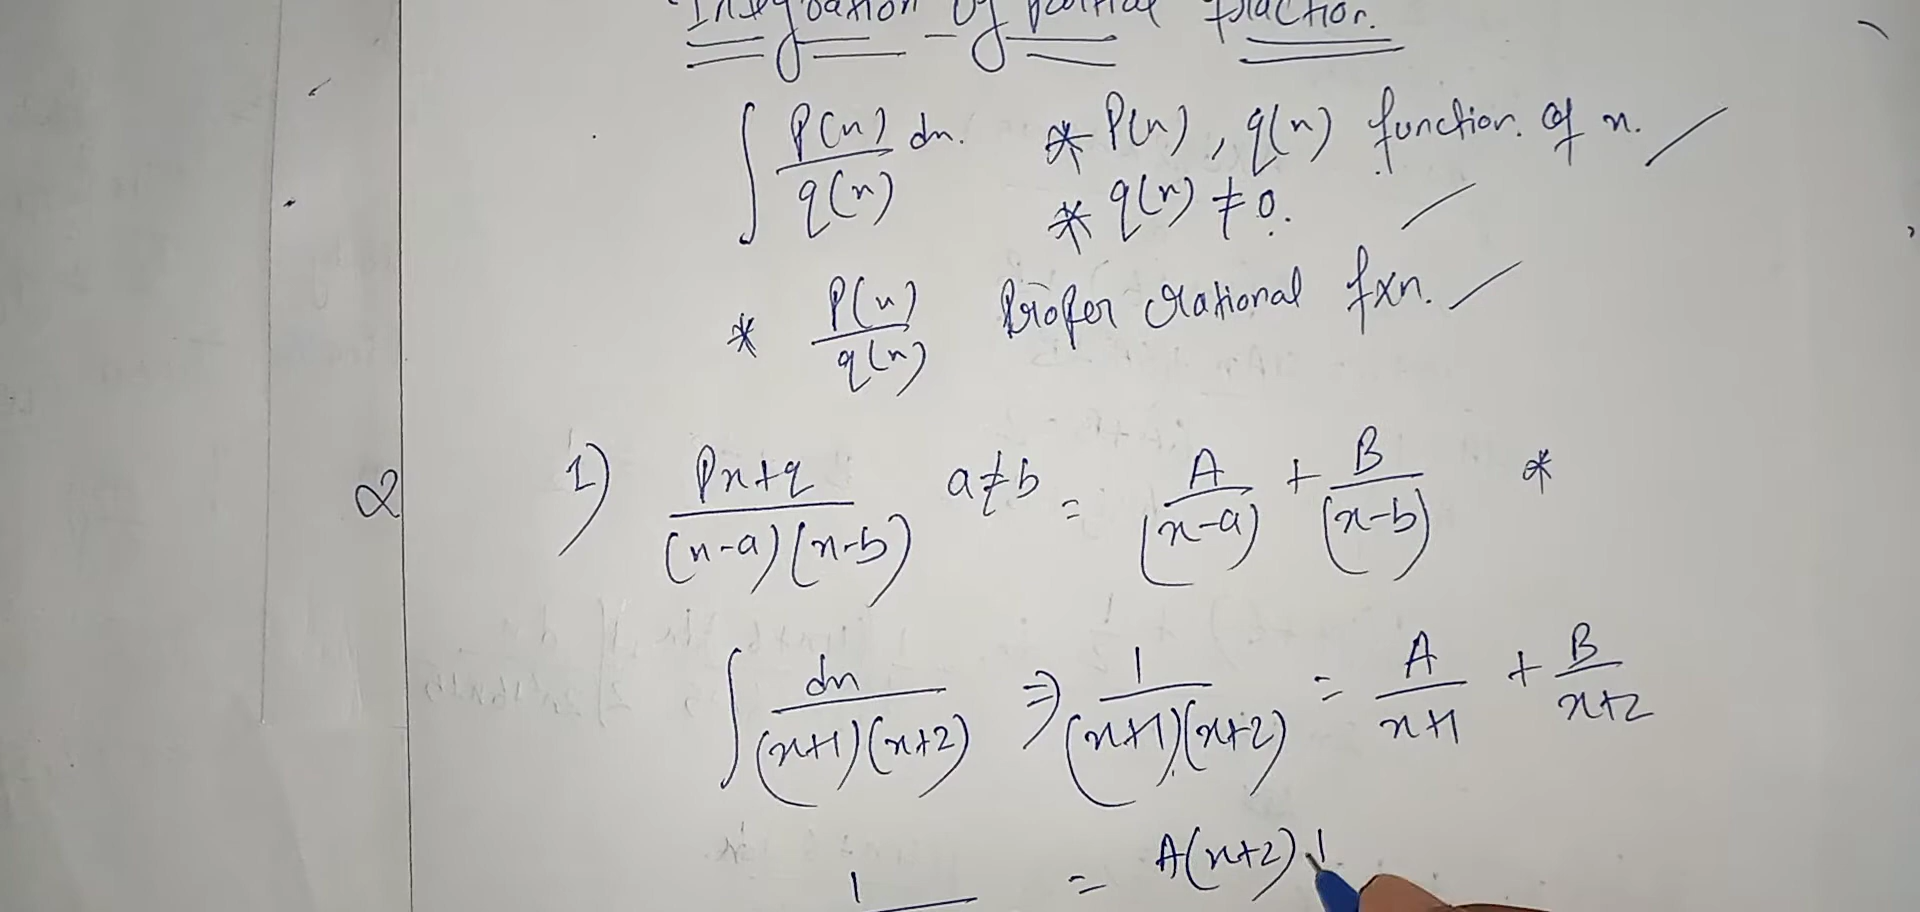 Integration by partial fraction.
∫ P(x)/q(x) dx. * P(x), q(x) function. of x.
* q(x) ≠ 0.
* P(x)/q(x) Proper rational fxn.
1) Px+q/(x-a)(x-b) a≠b = A/(x-a) + B/(x-b) *
∫ dx/(x+1)(x+2) ⇒ 1/(x+1)(x+2) = A/x+1 + B/x+2
1 = A(x+2)